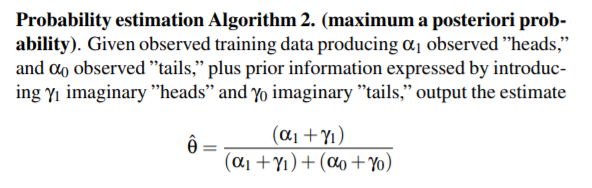 Probability estimation Algorithm 2. (maximum a posteriori prob-
ability). Given observed training data producing α₁ observed ”heads,”
and α₀ observed ”tails,” plus prior information expressed by introduc-
ing γ₁ imaginary ”heads” and γ₀ imaginary ”tails,” output the estimate
θ̂ = (α₁ + γ₁) / ((α₁ + γ₁) + (α₀ + γ₀))